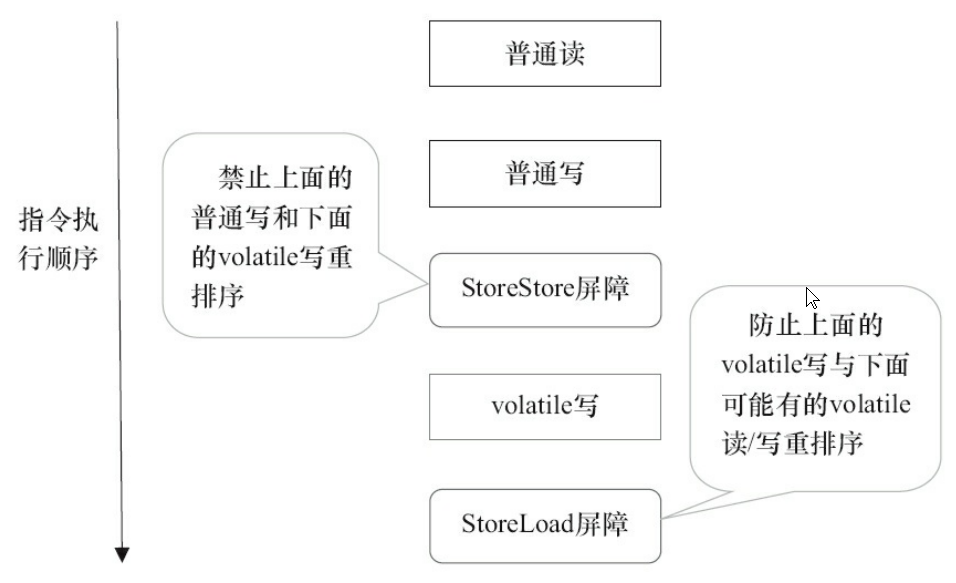 普通读
普通写
禁止上面的
普通写和下面
的volatile写重
排序
指令执
行顺序
StoreStore屏障
防止上面的
volatile写与下面
可能有的volatile
读/写重排序
volatile写
StoreLoad屏障